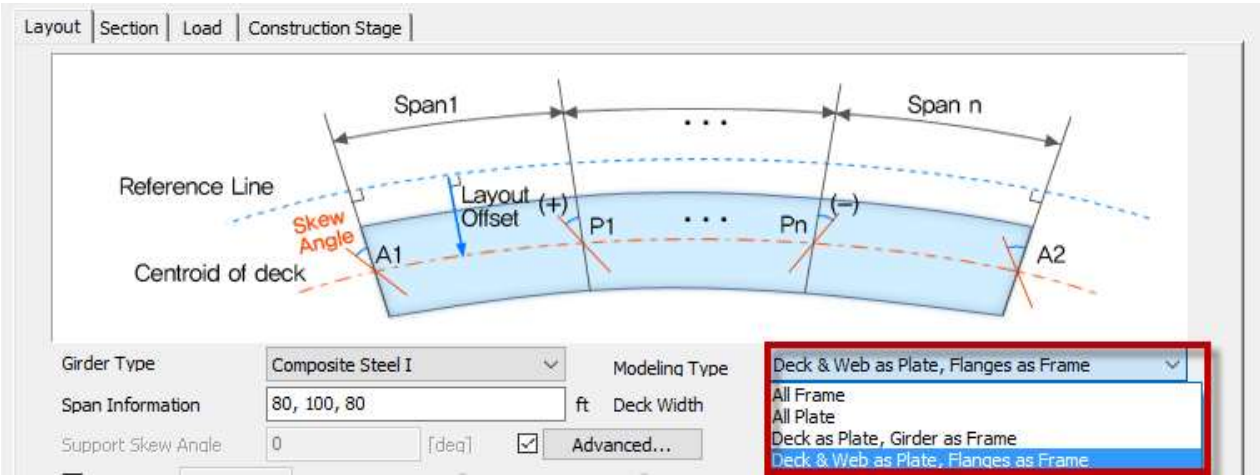 Layout Section Load Construction Stage
Span1 Span n
...
Reference Line
Layout Offset
(+)
(-)
Skew Angle
P1
...
Pn
A1
A2
Centroid of deck
Girder Type Composite Steel I Modeling Type Deck & Web as Plate, Flanges as Frame
Span Information 80, 100, 80 ft Deck Width All Frame
All Plate
Support Skew Angle 0 [deg] Advanced... Deck as Plate, Girder as Frame
Deck & Web as Plate, Flanges as Frame